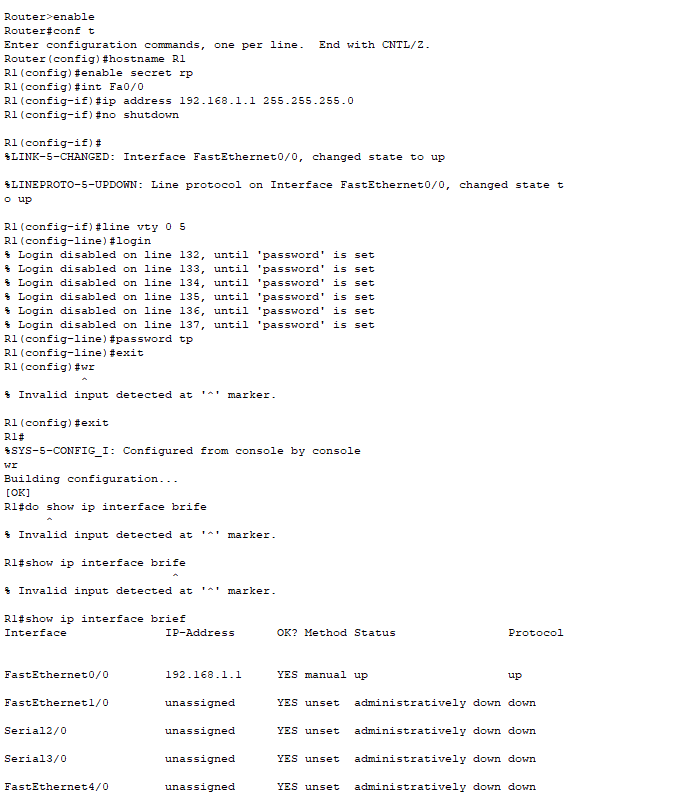 Router>enable
Router#conf t
Enter configuration commands, one per line.  End with CNTL/Z.
Router(config)#hostname R1
R1(config)#enable secret rp
R1(config)#int Fa0/0
R1(config-if)#ip address 192.168.1.1 255.255.255.0
R1(config-if)#no shutdown
R1(config-if)#
%LINK-5-CHANGED: Interface FastEthernet0/0, changed state to up
%LINEPROTO-5-UPDOWN: Line protocol on Interface FastEthernet0/0, changed state t
o up
R1(config-if)#line vty 0 5
R1(config-line)#login
% Login disabled on line 132, until 'password' is set
% Login disabled on line 133, until 'password' is set
% Login disabled on line 134, until 'password' is set
% Login disabled on line 135, until 'password' is set
% Login disabled on line 136, until 'password' is set
% Login disabled on line 137, until 'password' is set
R1(config-line)#password tp
R1(config-line)#exit
R1(config)#wr
^
% Invalid input detected at '^' marker.
R1(config)#exit
R1#
%SYS-5-CONFIG_I: Configured from console by console
wr
Building configuration...
[OK]
R1#do show ip interface brife
^
% Invalid input detected at '^' marker.
R1#show ip interface brife
^
% Invalid input detected at '^' marker.
R1#show ip interface brief
Interface              IP-Address      OK? Method Status                Protocol
FastEthernet0/0        192.168.1.1     YES manual up                    up
FastEthernet1/0        unassigned      YES unset  administratively down down
Serial2/0              unassigned      YES unset  administratively down down
Serial3/0              unassigned      YES unset  administratively down down
FastEthernet4/0        unassigned      YES unset  administratively down down